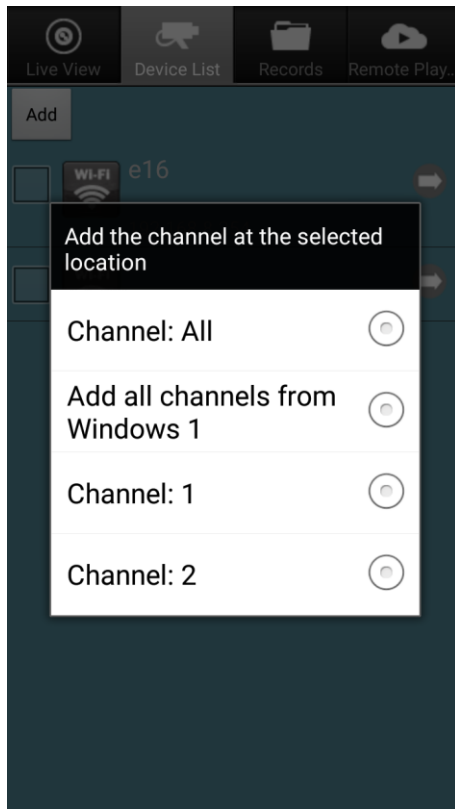 Live View
Device List
Records
Remote Play..
Add
WI-FI
e16
Add the channel at the selected
location
Channel: All
Add all channels from
Windows 1
Channel: 1
Channel: 2